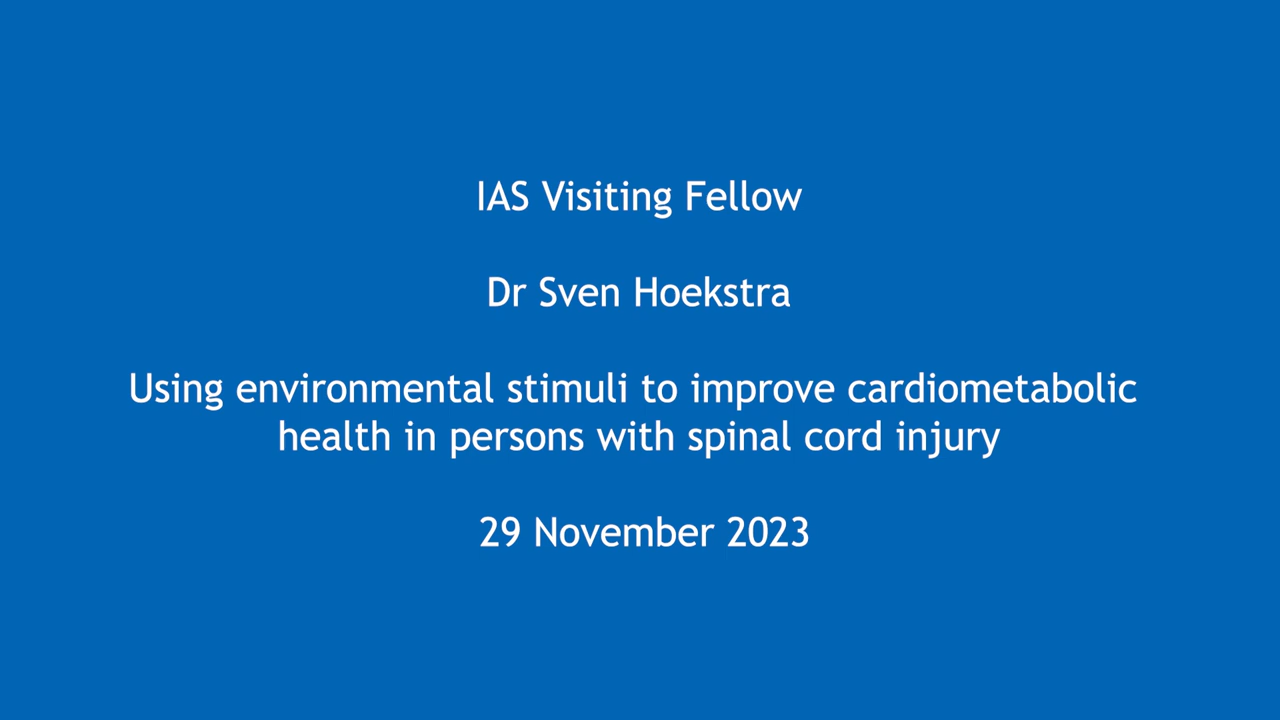 IAS Visiting Fellow
Dr Sven Hoekstra
Using environmental stimuli to improve cardiometabolic
health in persons with spinal cord injury
29 November 2023